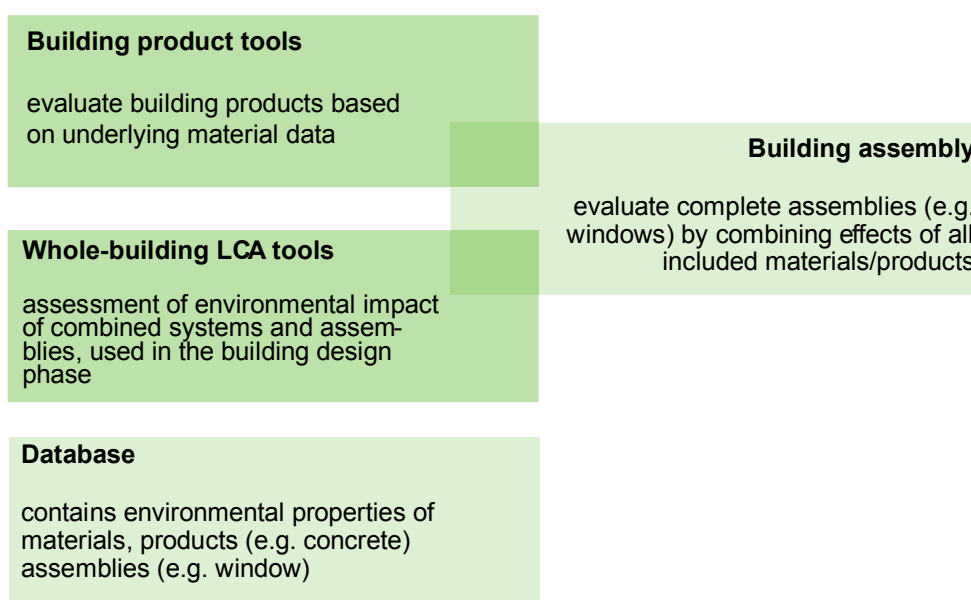 Building product tools
evaluate building products based
on underlying material data
Building assembly
evaluate complete assemblies (e.g.
windows) by combining effects of all
included materials/products
Whole-building LCA tools
assessment of environmental impact
of combined systems and assem-
blies, used in the building design
phase
Database
contains environmental properties of
materials, products (e.g. concrete)
assemblies (e.g. window)